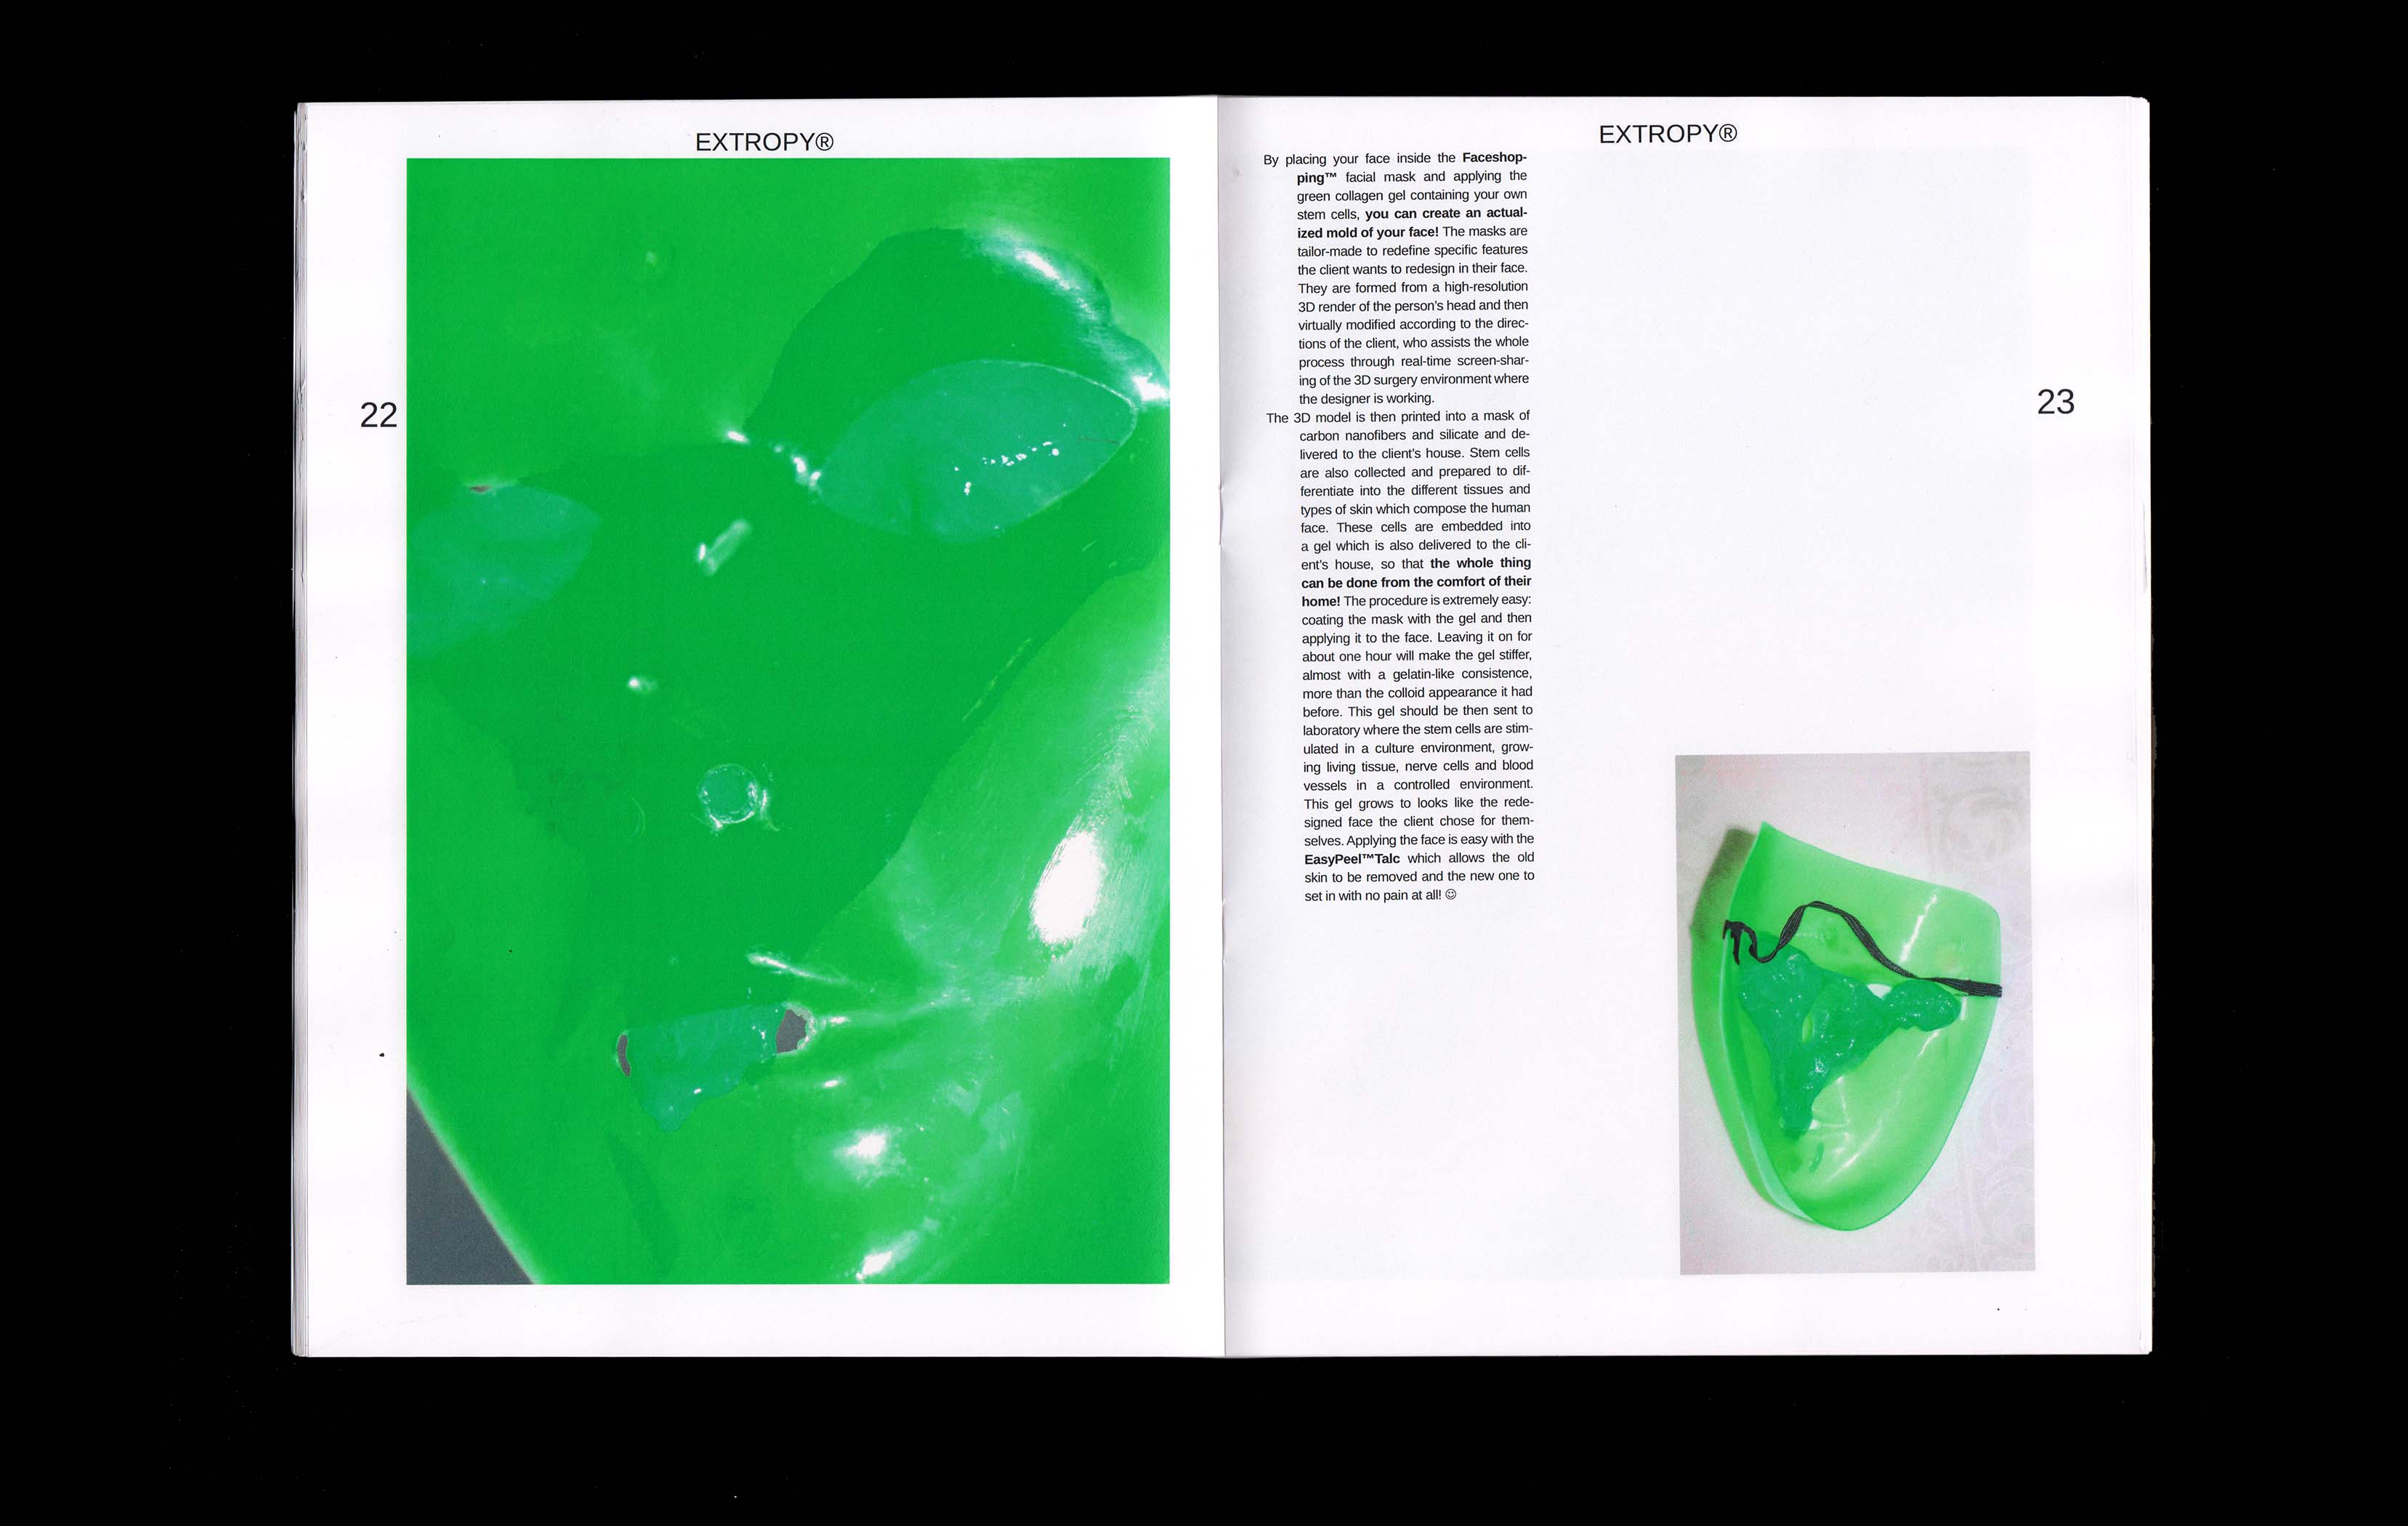 EXTROPY®
22
EXTROPY®
By placing your face inside the Faceshop-
ping™ facial mask and applying the
green collagen gel containing your own
stem cells, you can create an actual-
ized mold of your face! The masks are
tailor-made to redefine specific features
the client wants to redesign in their face.
They are formed from a high-resolution
3D render of the person's head and then
virtually modified according to the direc-
tions of the client, who assists the whole
process through real-time screen-shar-
ing of the 3D surgery environment where
the designer is working.
The 3D model is then printed into a mask of
carbon nanofibers and silicate and de-
livered to the client's house. Stem cells
are also collected and prepared to dif-
ferentiate into the different tissues and
types of skin which compose the human
face. These cells are embedded into
a gel which is also delivered to the cli-
ent's house, so that the whole thing
can be done from the comfort of their
home! The procedure is extremely easy:
coating the mask with the gel and then
applying it to the face. Leaving it on for
about one hour will make the gel stiffer,
almost with a gelatin-like consistence,
more than the colloid appearance it had
before. This gel should be then sent to
laboratory where the stem cells are stim-
ulated in a culture environment, grow-
ing living tissue, nerve cells and blood
vessels in a controlled environment.
This gel grows to looks like the rede-
signed face the client chose for them-
selves. Applying the face is easy with the
EasyPeel™Talc which allows the old
skin to be removed and the new one to
set in with no pain at all! ☺
23